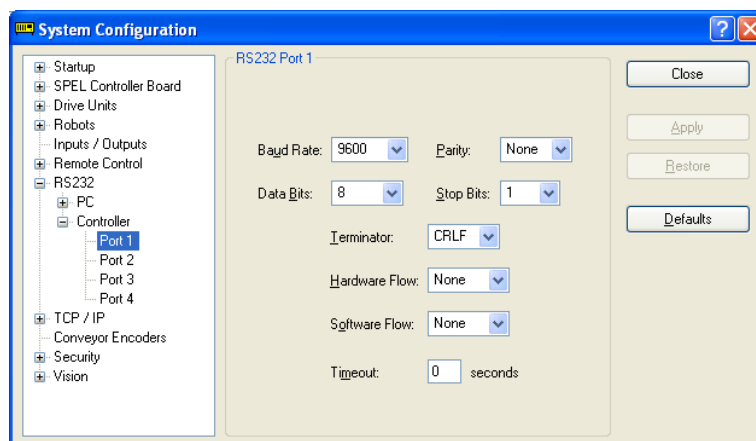 System Configuration
Startup
SPEL Controller Board
Drive Units
Robots
Inputs / Outputs
Remote Control
RS232
PC
Controller
Port 1
Port 2
Port 3
Port 4
TCP / IP
Conveyor Encoders
Security
Vision
RS232 Port 1
Baud Rate: 9600 Parity: None
Data Bits: 8 Stop Bits: 1
Terminator: CRLF
Hardware Flow: None
Software Flow: None
Timeout: 0 seconds
Close
Apply
Restore
Defaults